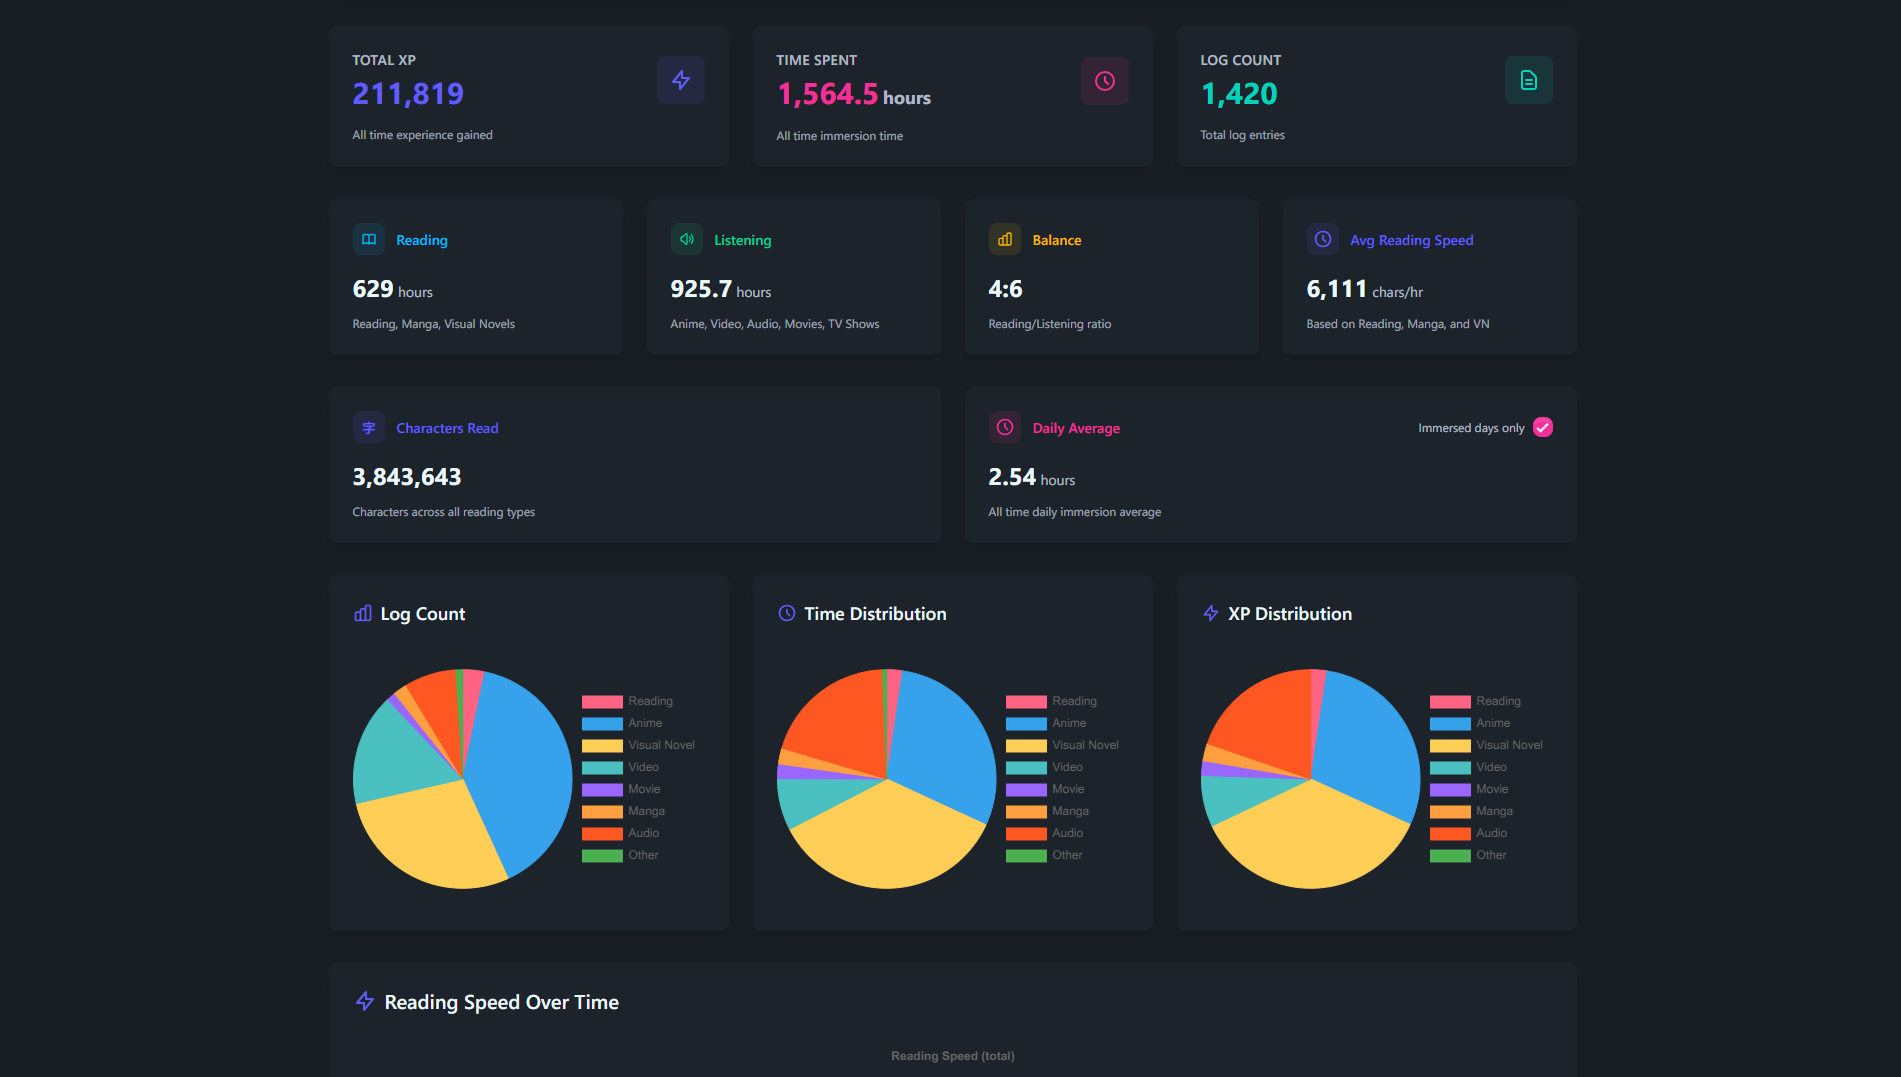 TOTAL XP
211,819
All time experience gained
TIME SPENT
1,564.5 hours
All time immersion time
LOG COUNT
1,420
Total log entries
Reading
629 hours
Reading, Manga, Visual Novels
Listening
925.7 hours
Anime, Video, Audio, Movies, TV Shows
Balance
4:6
Reading/Listening ratio
Avg Reading Speed
6,111 chars/hr
Based on Reading, Manga, and VN
字 Characters Read
3,843,643
Characters across all reading types
Daily Average
Immersed days only
2.54 hours
All time daily immersion average
Log Count
Reading
Anime
Visual Novel
Video
Movie
Manga
Audio
Other
Time Distribution
Reading
Anime
Visual Novel
Video
Movie
Manga
Audio
Other
XP Distribution
Reading
Anime
Visual Novel
Video
Movie
Manga
Audio
Other
Reading Speed Over Time
Reading Speed (total)